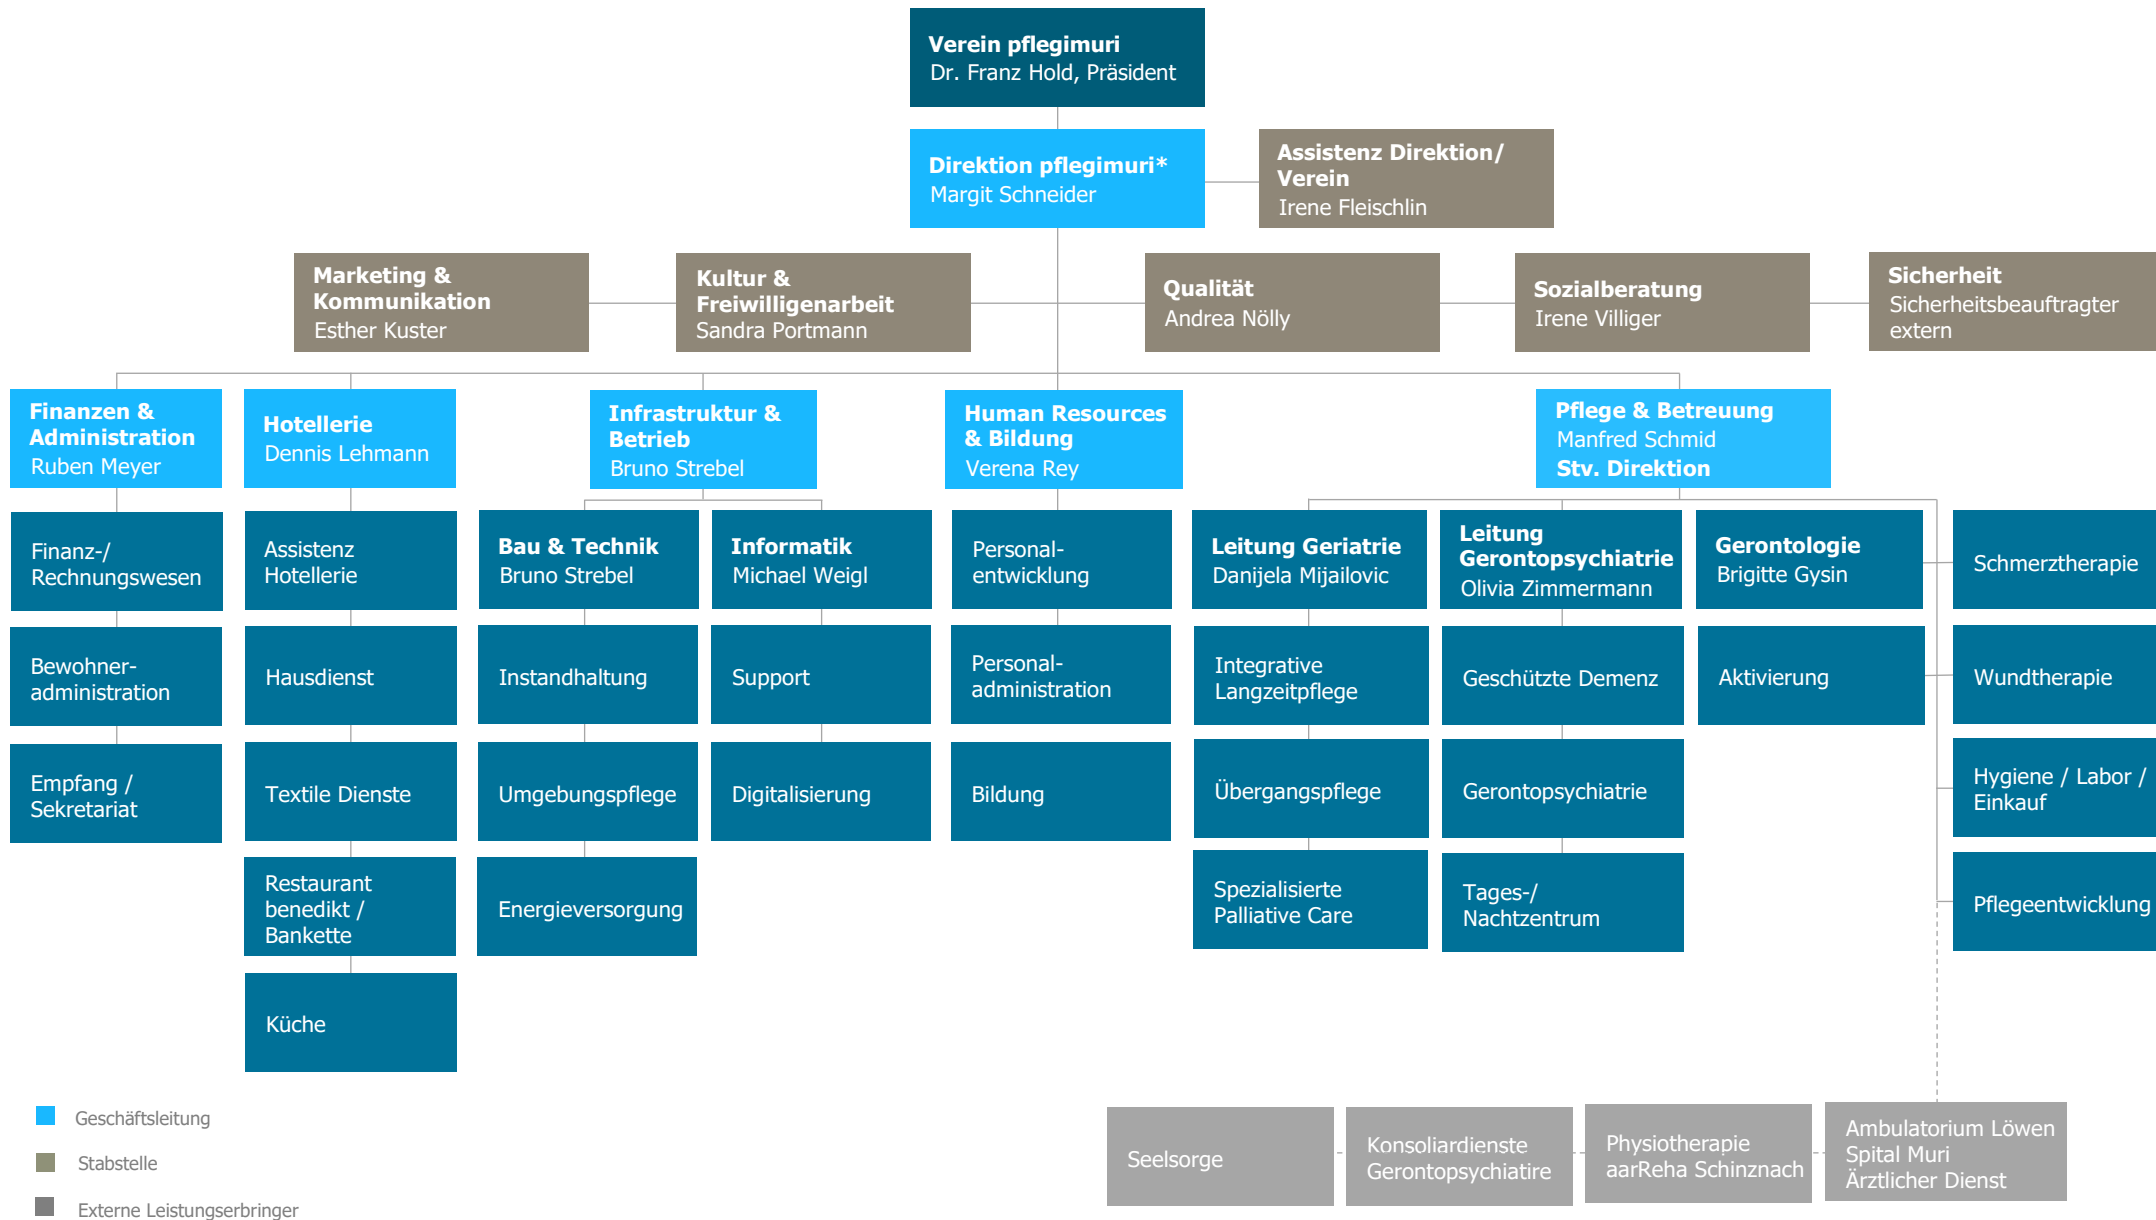 Verein pflegimuri
Dr. Franz Hold, Präsident
Direktion pflegimuri*
Margit Schneider
Assistenz Direktion/
Verein
Irene Fleischlin
Marketing &
Kommunikation
Esther Kuster
Kultur &
Freiwilligenarbeit
Sandra Portmann
Qualität
Andrea Nölly
Sozialberatung
Irene Villiger
Sicherheit
Sicherheitsbeauftragter
extern
Finanzen &
Administration
Ruben Meyer
Hotellerie
Dennis Lehmann
Infrastruktur &
Betrieb
Bruno Strebel
Human Resources
& Bildung
Verena Rey
Pflege & Betreuung
Manfred Schmid
Stv. Direktion
Finanz-/
Rechnungswesen
Assistenz
Hotellerie
Bau & Technik
Bruno Strebel
Informatik
Michael Weigl
Personal-
entwicklung
Leitung Geriatrie
Danijela Mijailovic
Leitung
Gerontopsychiatrie
Olivia Zimmermann
Gerontologie
Brigitte Gysin
Schmerztherapie
Bewohner-
administration
Hausdienst
Instandhaltung
Support
Personal-
administration
Integrative
Langzeitpflege
Geschützte Demenz
Aktivierung
Wundtherapie
Empfang /
Sekretariat
Textile Dienste
Umgebungspflege
Digitalisierung
Bildung
Übergangspflege
Gerontopsychiatrie
Hygiene / Labor /
Einkauf
Restaurant
benedikt /
Bankette
Energieversorgung
Spezialisierte
Palliative Care
Tages-/
Nachtzentrum
Pflegeentwicklung
Küche
Geschäftsleitung
Stabstelle
Externe Leistungserbringer
Seelsorge
Konsoliardienste
Gerontopsychiatire
Physiotherapie
aarReha Schinznach
Ambulatorium Löwen
Spital Muri
Ärztlicher Dienst